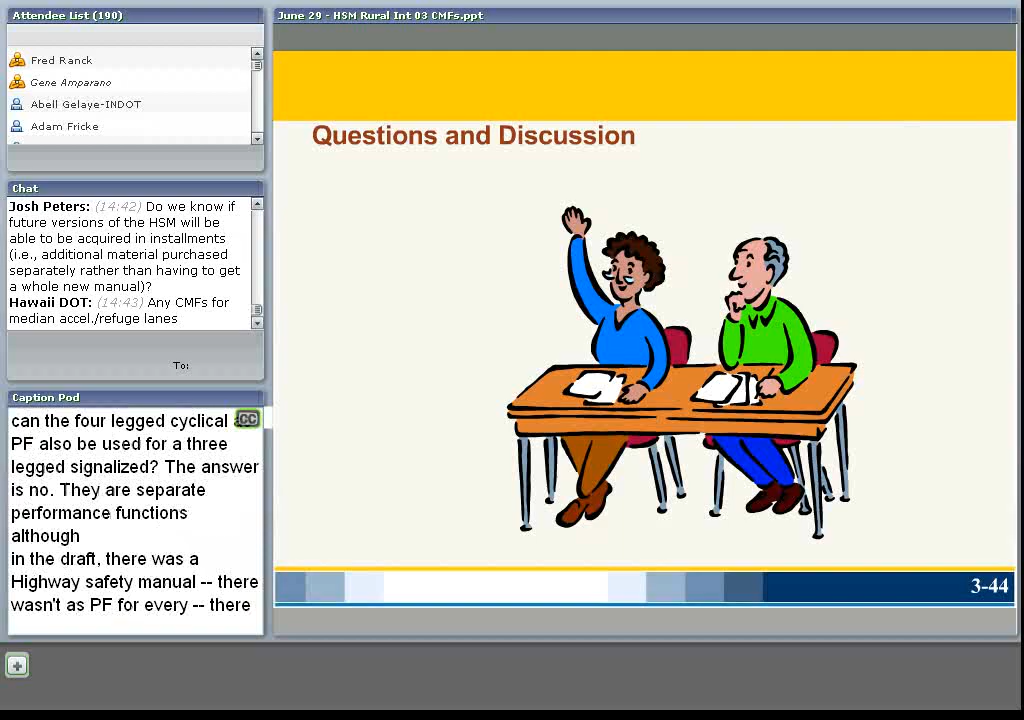 Attendee List (190)
Fred Ranck
Gene Amparano
Abell Gelaye-INDOT
Adam Fricke
Chat
Josh Peters: (14:42) Do we know if
future versions of the HSM will be
able to be acquired in installments
(i.e., additional material purchased
separately rather than having to get
a whole new manual)?
Hawaii DOT: (14:43) Any CMFs for
median accel./refuge lanes
To:
Caption Pod
can the four legged cyclical
CC
PF also be used for a three
legged signalized? The answer
is no. They are separate
performance functions
although
in the draft, there was a
Highway safety manual -- there
wasn't as PF for every -- there
June 29 - HSM Rural Int 03 CMFs.ppt
Questions and Discussion
3-44